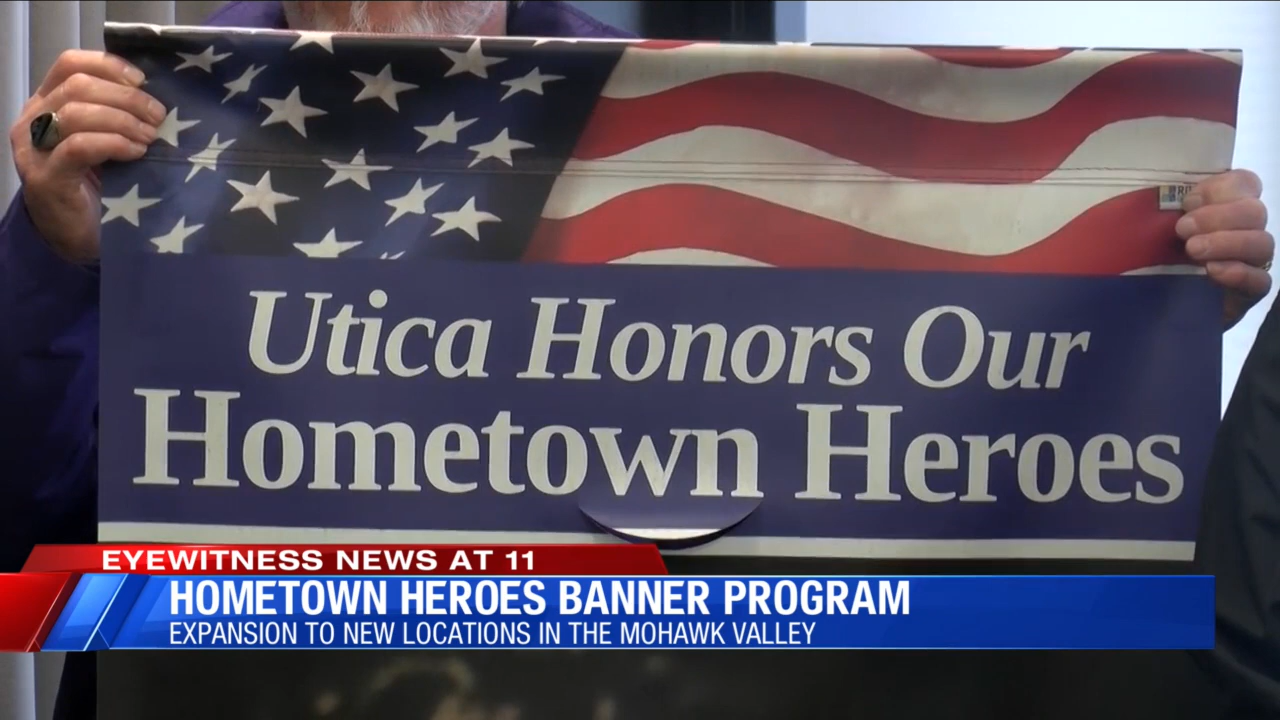 Utica Honors Our
Hometown Heroes
EYEWITNESS NEWS AT 11
HOMETOWN HEROES BANNER PROGRAM
EXPANSION TO NEW LOCATIONS IN THE MOHAWK VALLEY